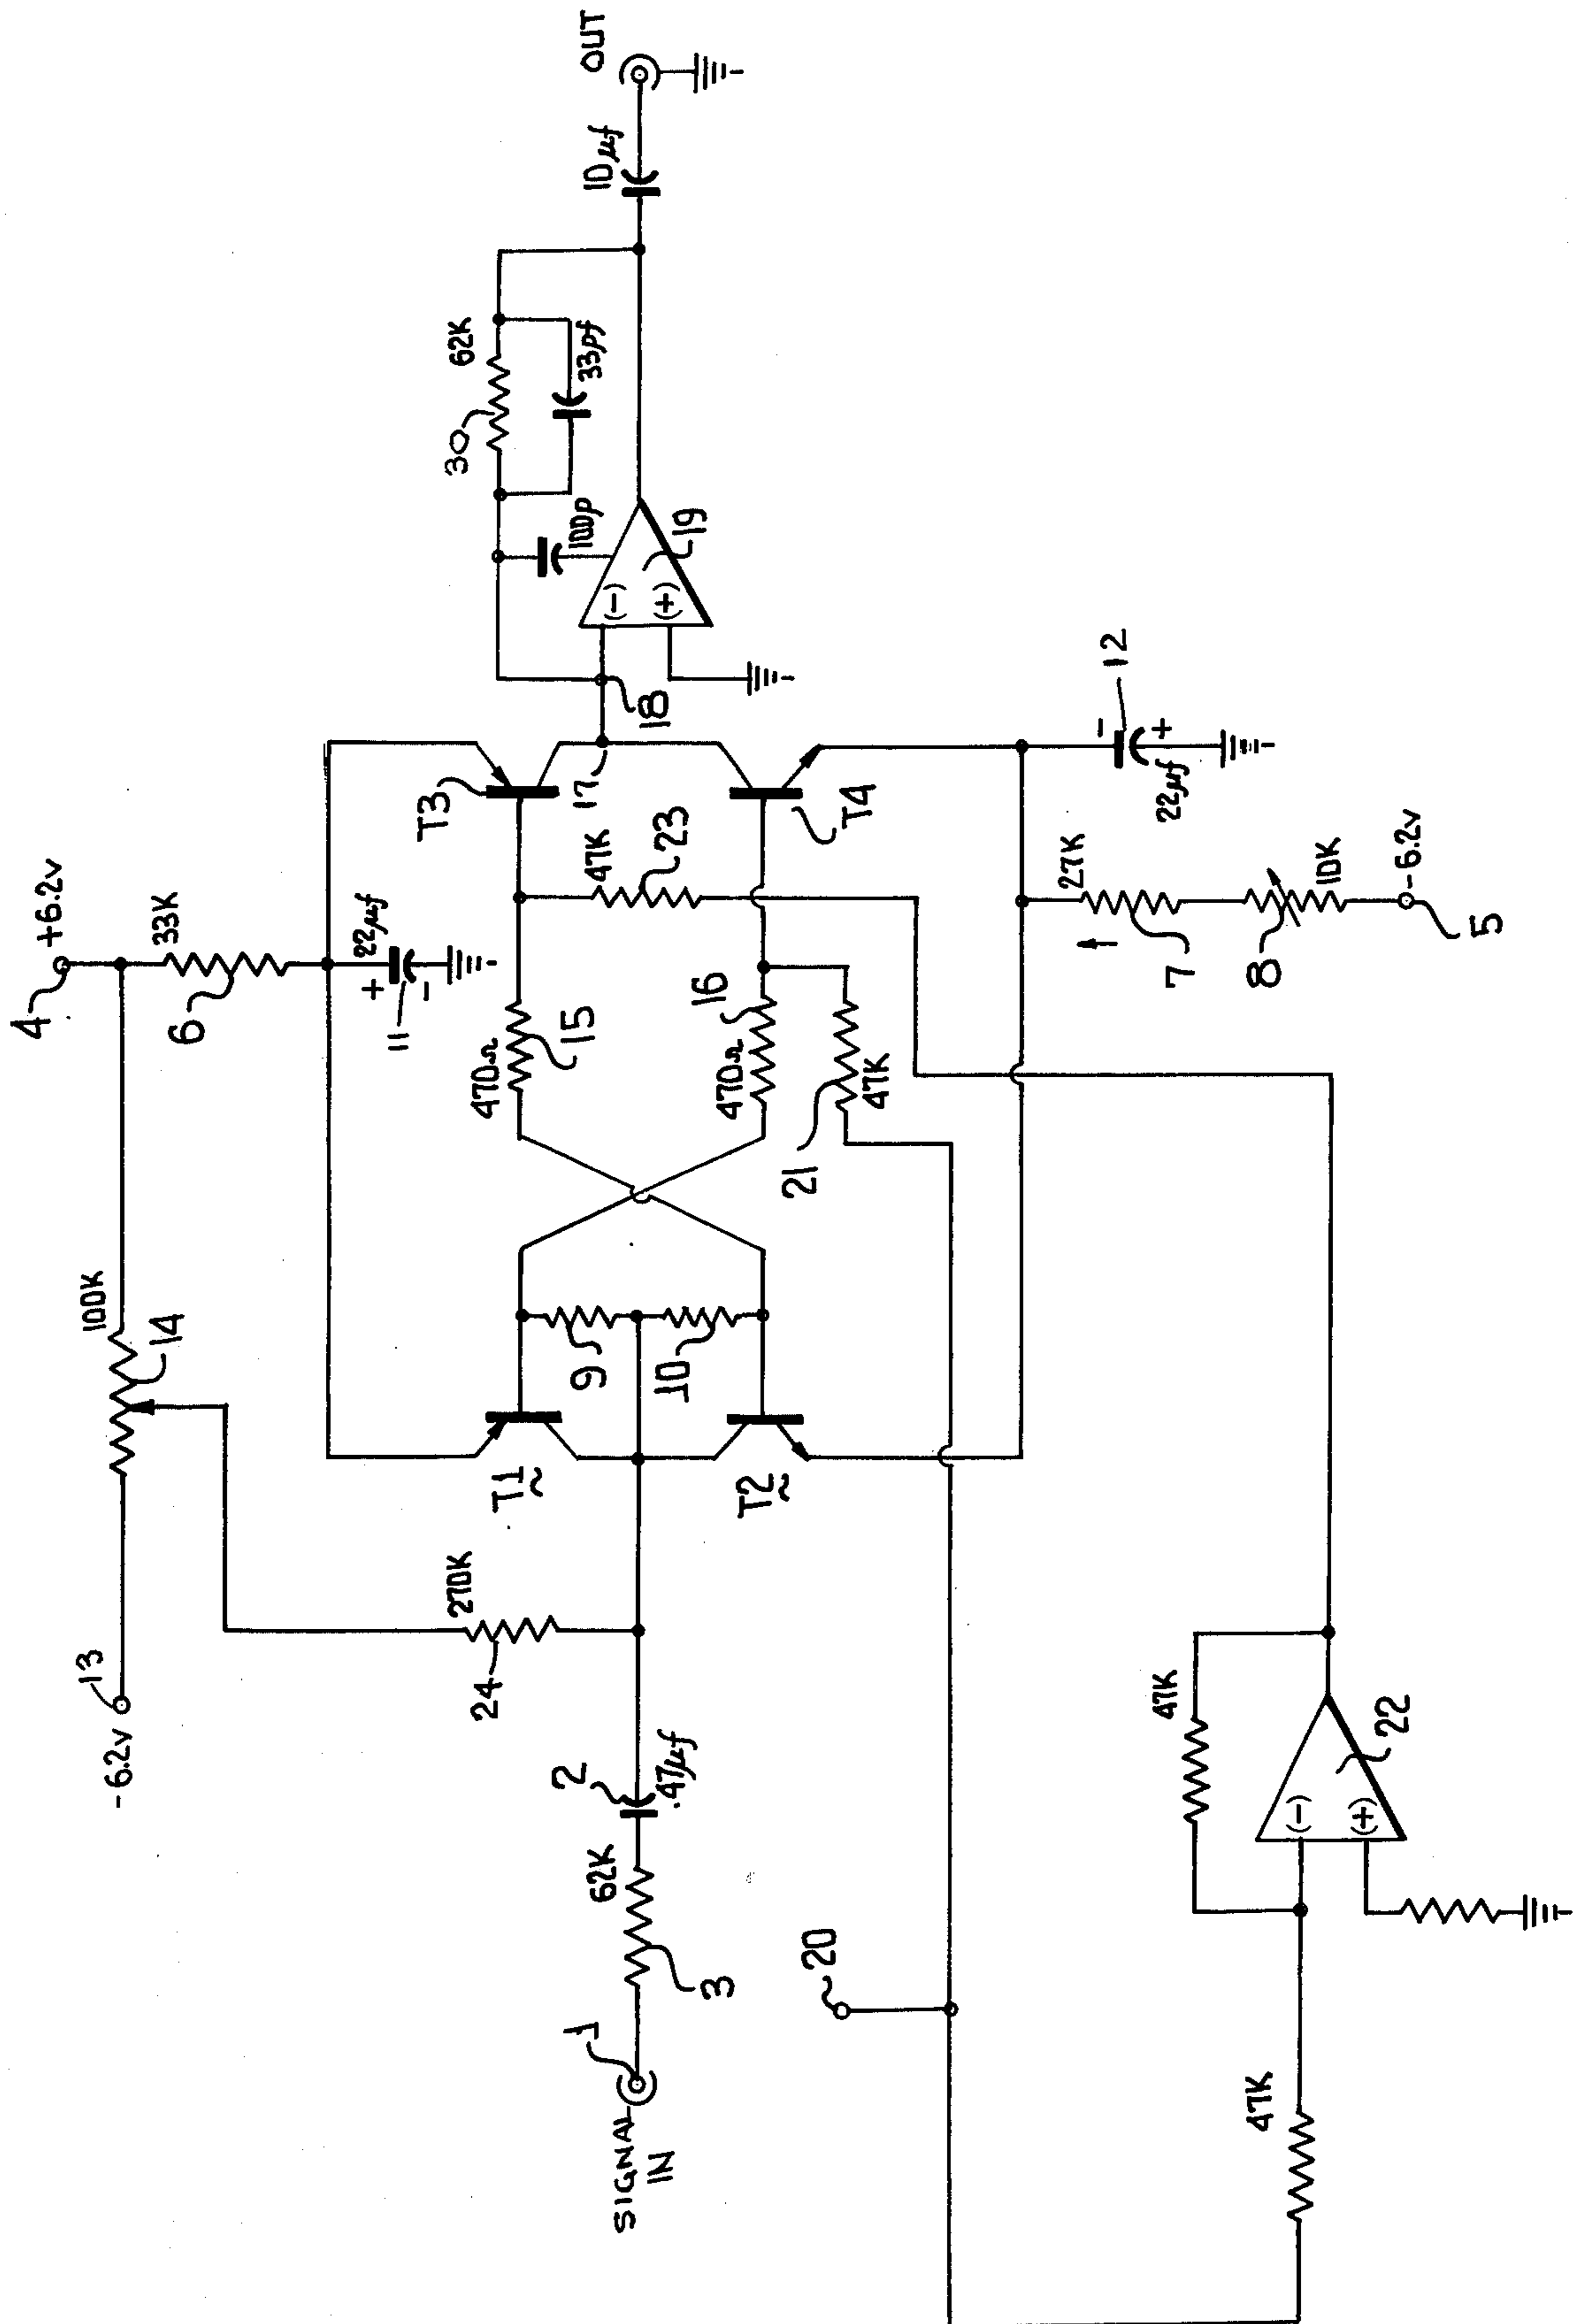 4
+6.2v
-6.2v
13
100K
14
33K
6
22µf
+
-
11
270K
24
T1
T2
9
10
470Ω
15
470Ω
16
47K
21
47K
23
T3
17
T4
18
62K
30
33pf
100p
(-)
(+)
19
10µf
OUT
SIGNAL
IN
1
62K
3
2
.47µf
20
-
12
+
22µf
27K
7
8
10K
-6.2v
5
47K
47K
(-)
(+)
22